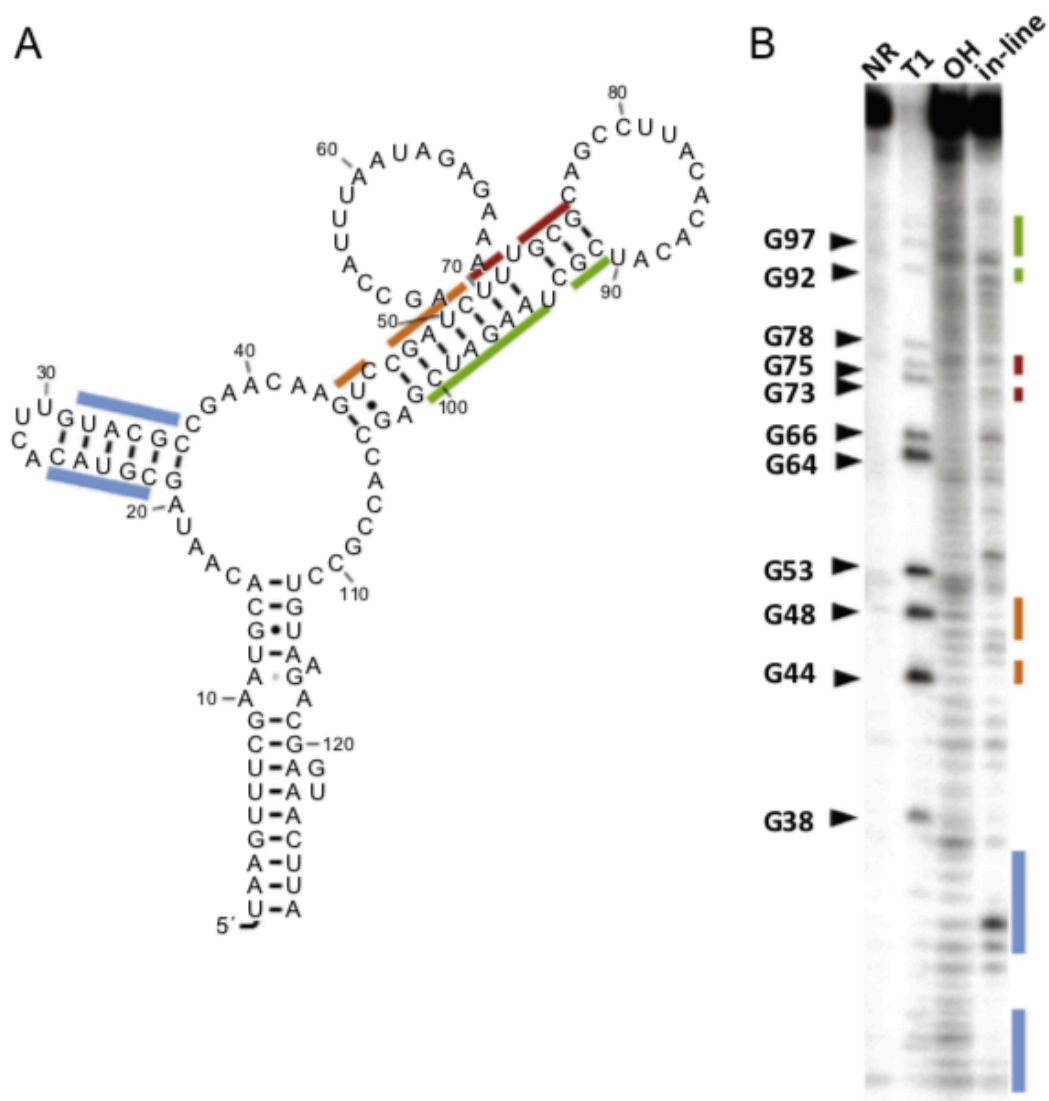 A
B
NR T1 OH in-line
80
60
A A U A G A G A A A
U U U A C C G A
C A G C C U U A C A C A C A U
70
50
90
40
30
U U G U A C G C C G A A C A A G U C C G A U C U U U G C G
U C A C A U G C G A U A A C A
20
C G C U A A G A U C G A G
100
C C A C C G C C
110
U G U A A G A C G A A A C U U A
G U
10
120
U A A G U U U C G A A U G C A
5´
G97
G92
G78
G75
G73
G66
G64
G53
G48
G44
G38